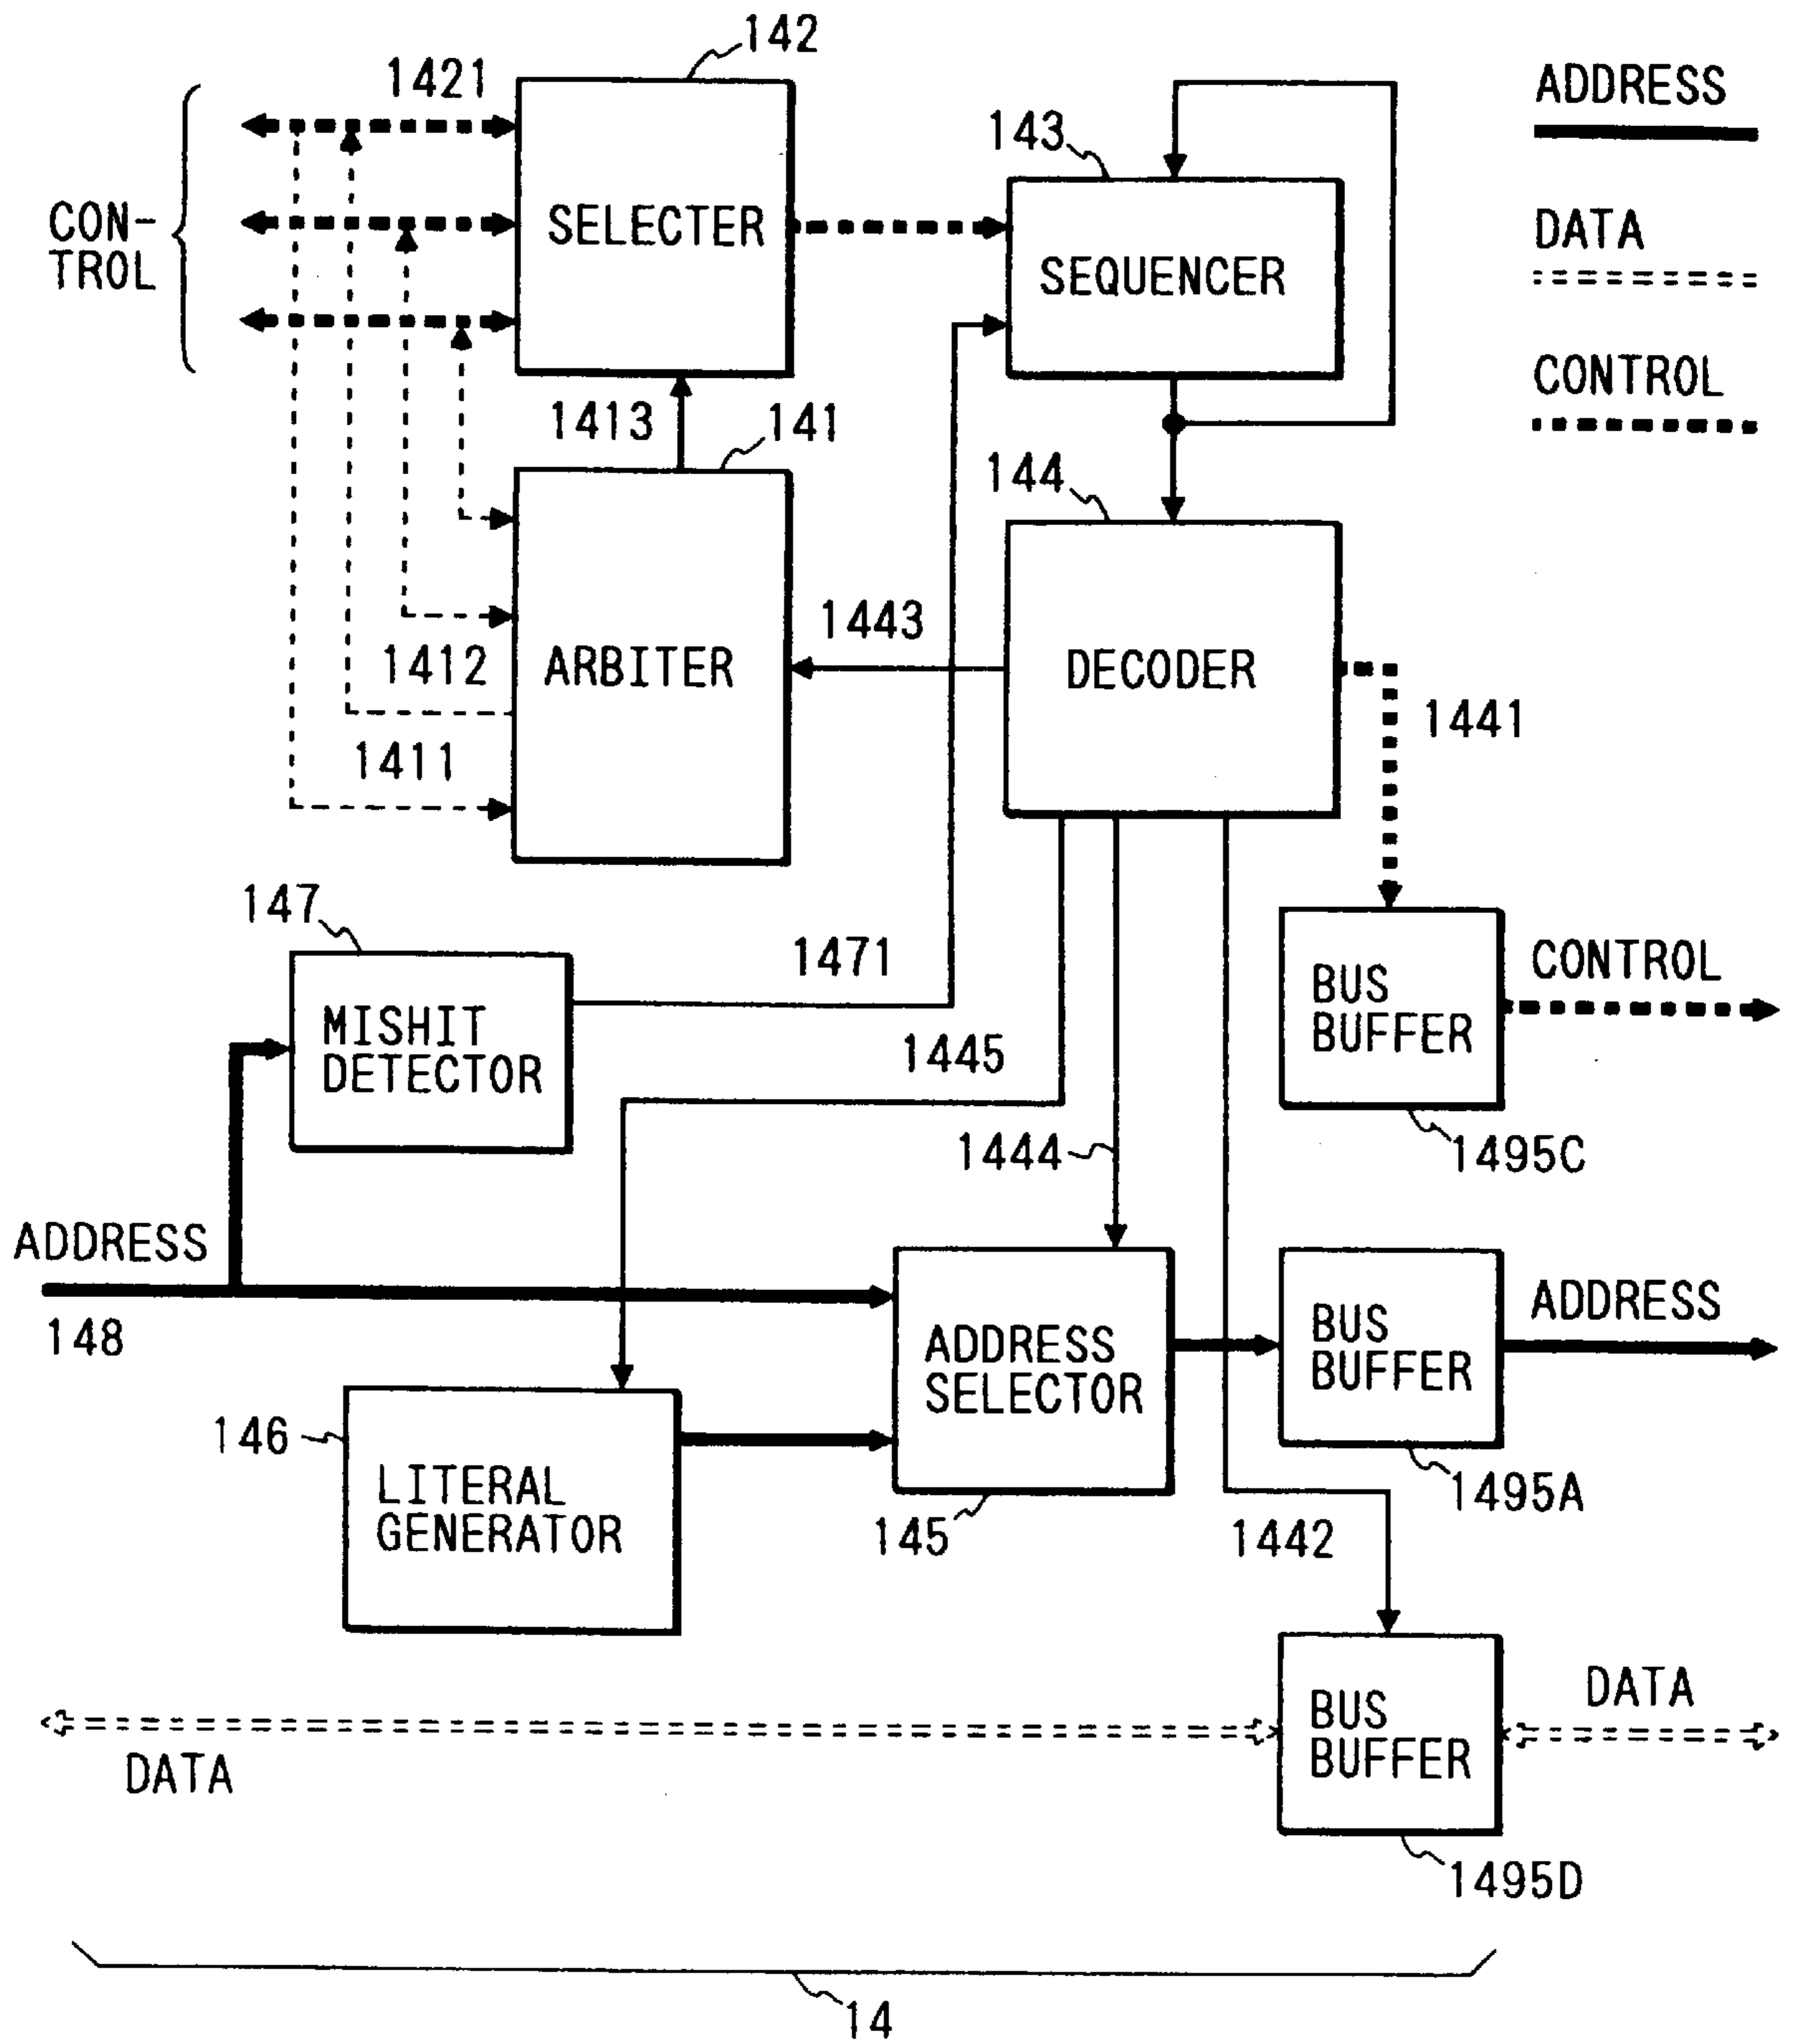 142
1421
ADDRESS
143
CON-
TROL
SELECTER
DATA
SEQUENCER
CONTROL
1413
141
144
1443
1412
ARBITER
DECODER
1441
1411
147
1471
CONTROL
MISHIT
DETECTOR
BUS
BUFFER
1445
1444
1495C
ADDRESS
148
ADDRESS
SELECTOR
BUS
BUFFER
ADDRESS
146
LITERAL
GENERATOR
145
1442
1495A
DATA
BUS
BUFFER
DATA
1495D
14